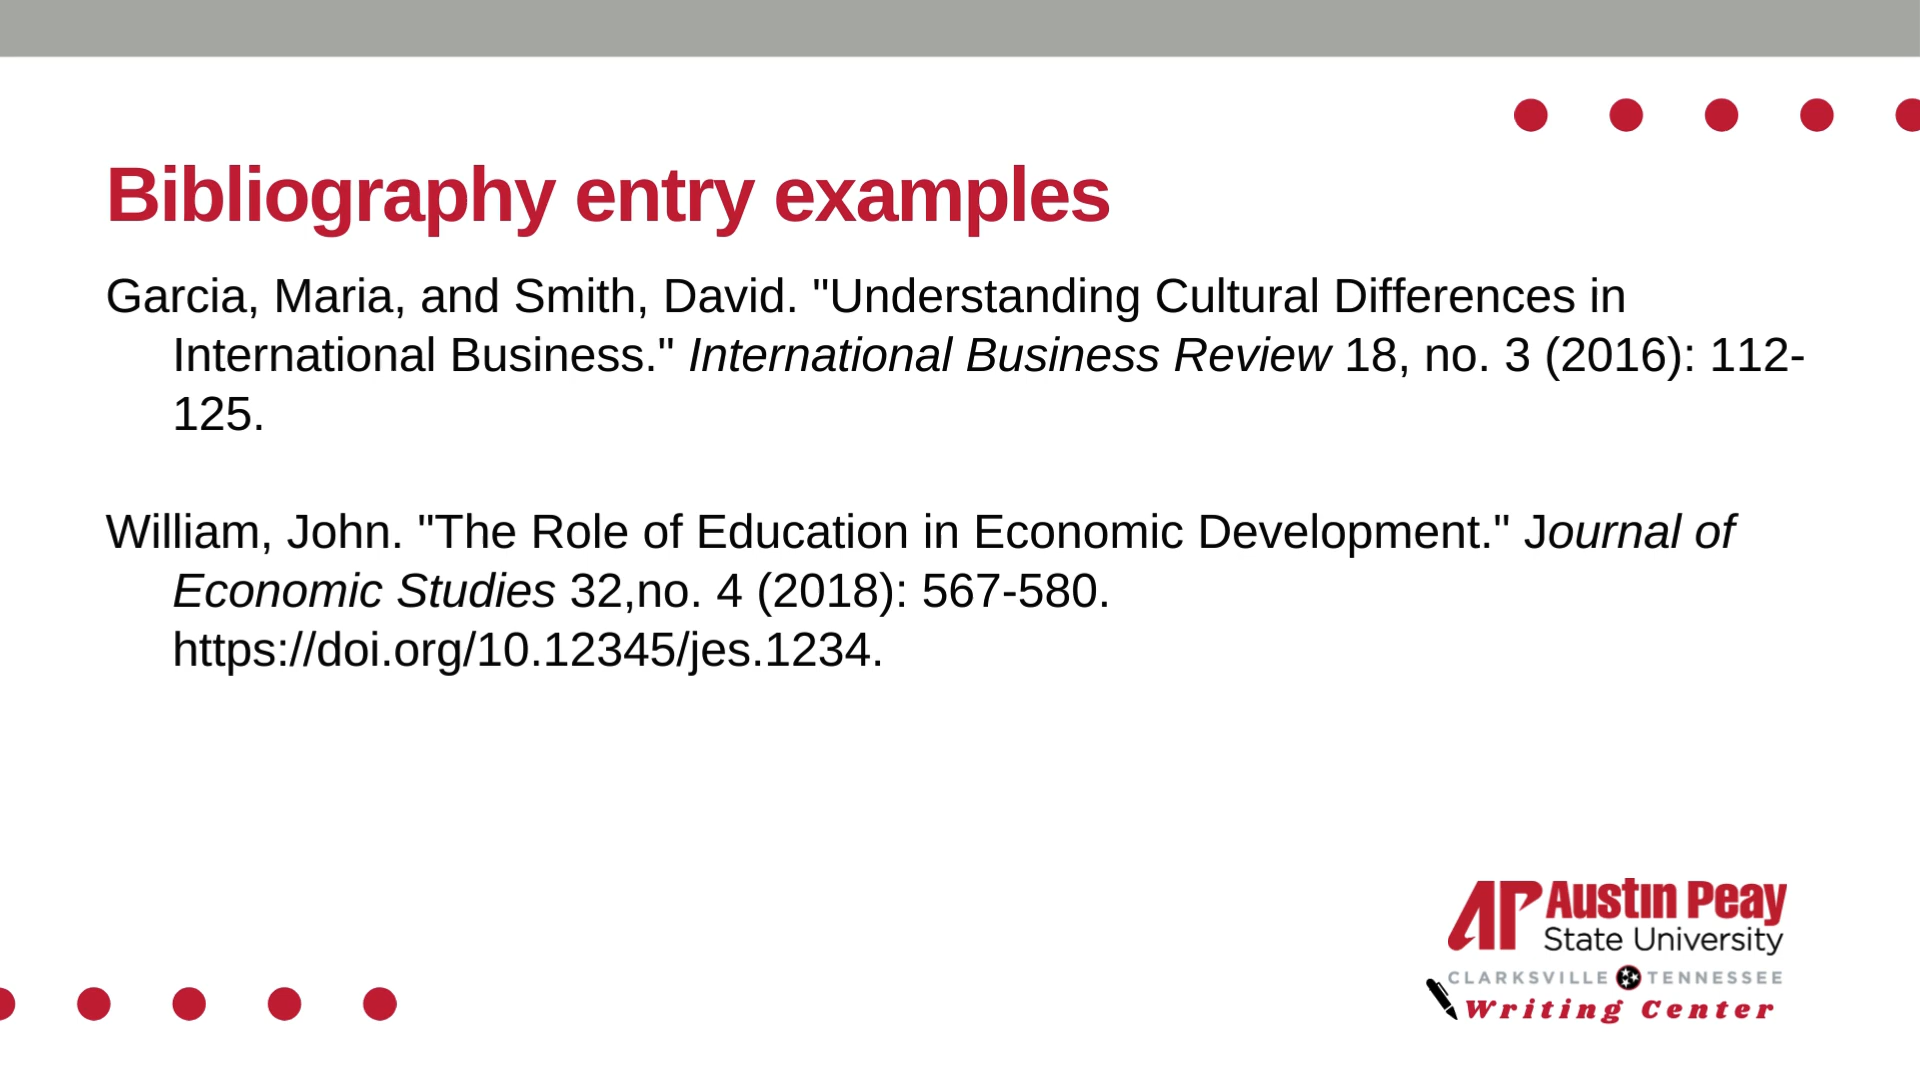 Bibliography entry examples
Garcia, Maria, and Smith, David. "Understanding Cultural Differences in
International Business." International Business Review 18, no. 3 (2016): 112-
125.
William, John. "The Role of Education in Economic Development." Journal of
Economic Studies 32,no. 4 (2018): 567-580.
https://doi.org/10.12345/jes.1234.
AP Austin Peay
State University
CLARKSVILLE TENNESSEE
Writing Center